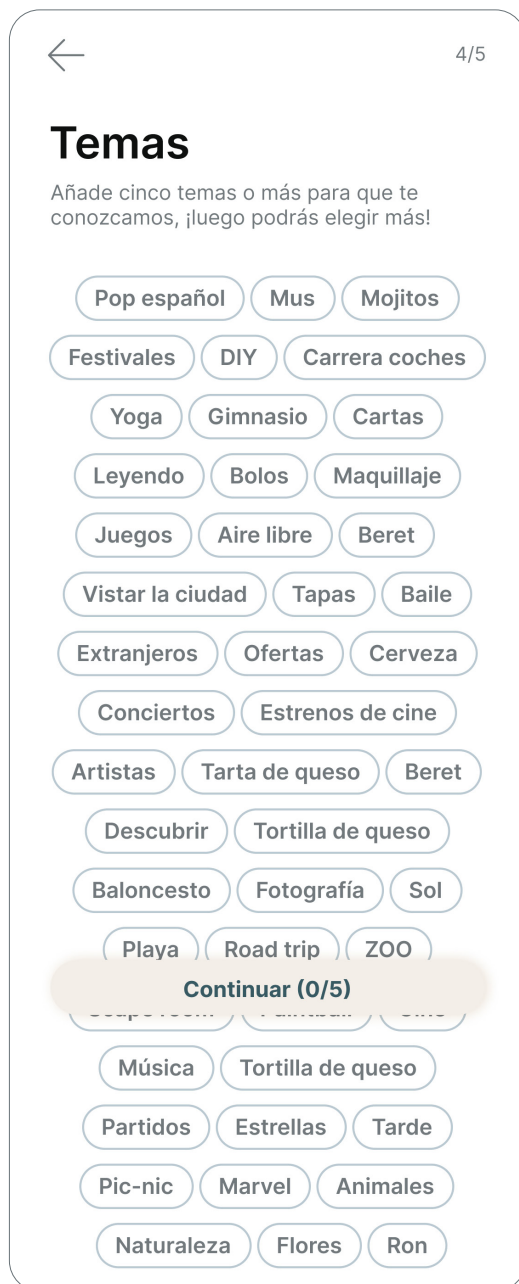 4/5
Temas
Añade cinco temas o más para que te
conozcamos, ¡luego podrás elegir más!
Pop español Mus Mojitos
Festivales DIY Carrera coches
Yoga Gimnasio Cartas
Leyendo Bolos Maquillaje
Juegos Aire libre Beret
Vistar la ciudad Tapas Baile
Extranjeros Ofertas Cerveza
Conciertos Estrenos de cine
Artistas Tarta de queso Beret
Descubrir Tortilla de queso
Baloncesto Fotografía Sol
Playa Road trip ZOO
Continuar (0/5)
Música Tortilla de queso
Partidos Estrellas Tarde
Pic-nic Marvel Animales
Naturaleza Flores Ron